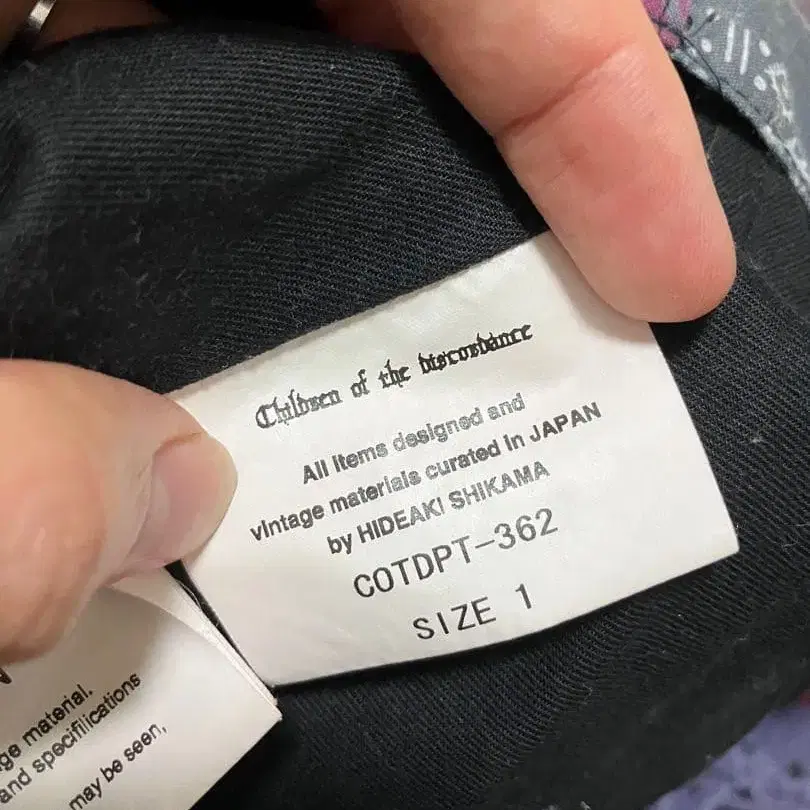 Children of the discordance
All items designed and
vintage materials curated in JAPAN
by HIDEAKI SHIKAMA
COTDPT-362
SIZE 1
ge material.
and specifilications
may be seen,